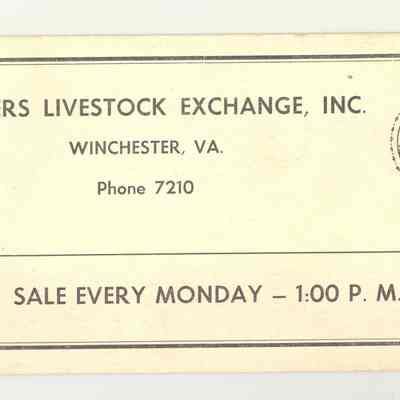 ERS LIVESTOCK EXCHANGE, INC.
WINCHESTER, VA.
Phone 7210
SALE EVERY MONDAY – 1:00 P. M.